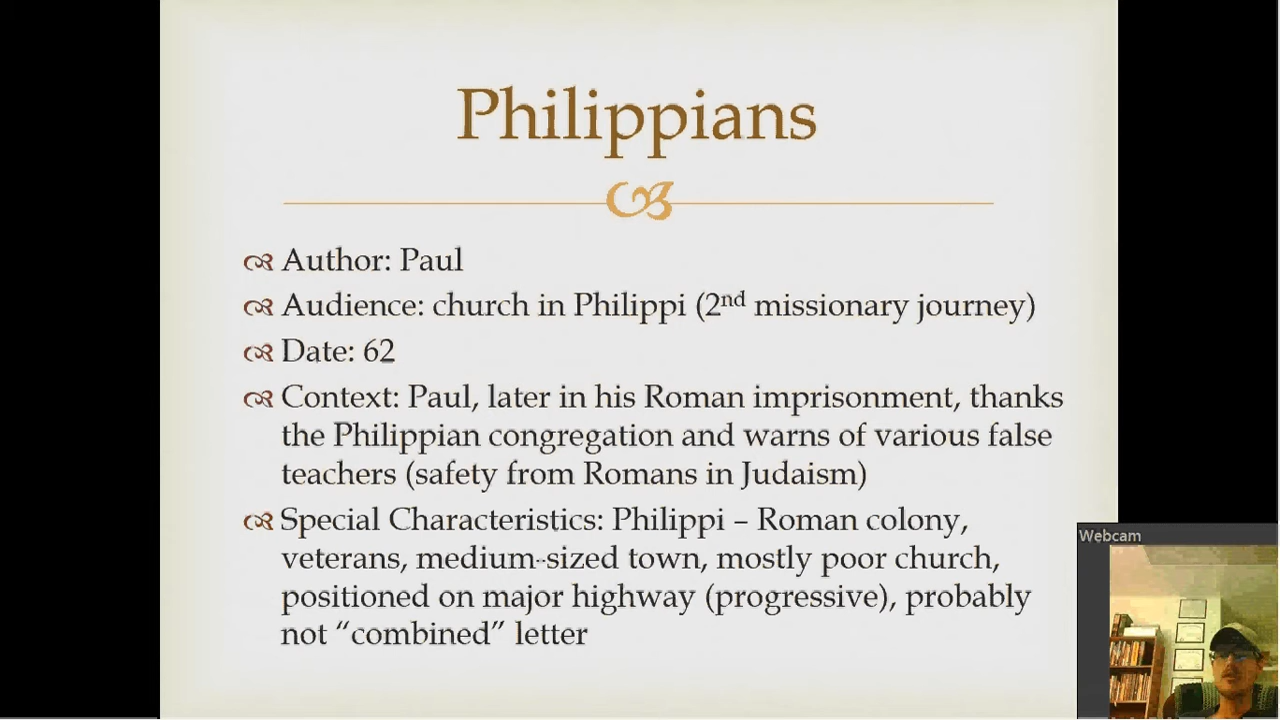 Philippians
Author: Paul
Audience: church in Philippi (2nd missionary journey)
Date: 62
Context: Paul, later in his Roman imprisonment, thanks
the Philippian congregation and warns of various false
teachers (safety from Romans in Judaism)
Special Characteristics: Philippi – Roman colony,
veterans, medium-sized town, mostly poor church,
positioned on major highway (progressive), probably
not “combined” letter
Webcam